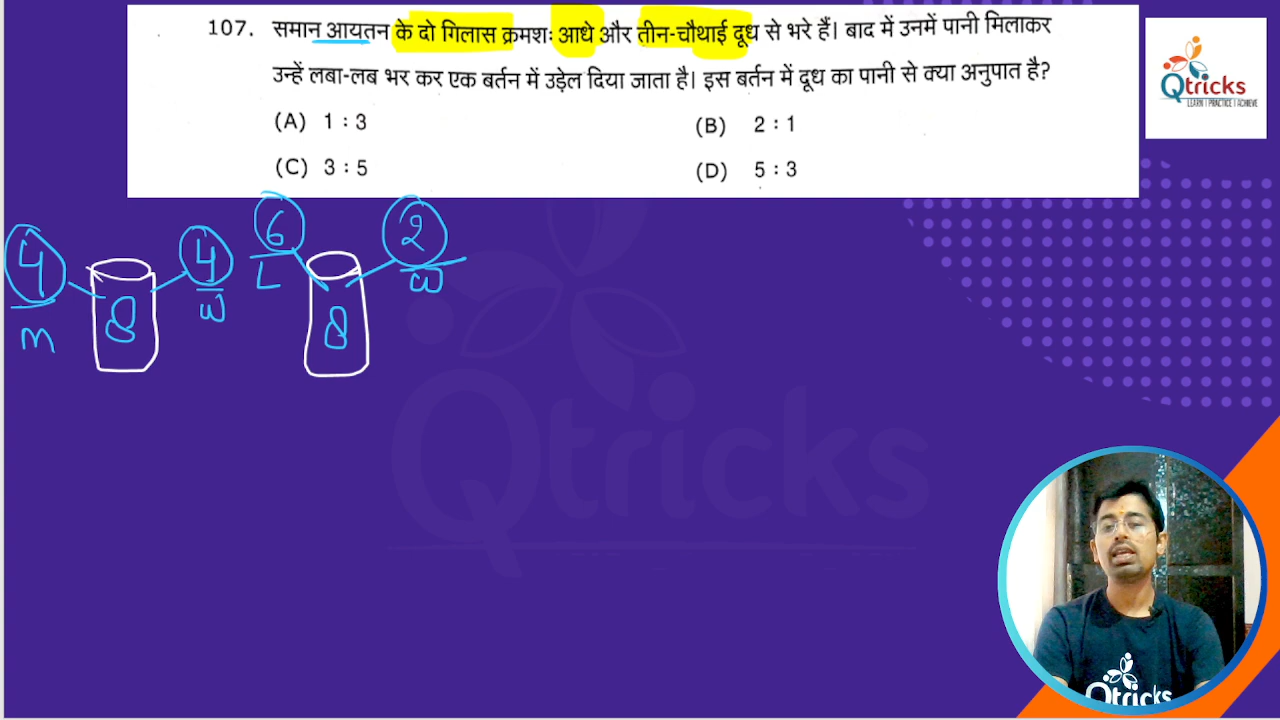 107. समान आयतन के दो गिलास क्रमशः आधे और तीन-चौथाई दूध से भरे हैं। बाद में उनमें पानी मिलाकर
उन्हें लबा-लब भर कर एक बर्तन में उड़ेल दिया जाता है। इस बर्तन में दूध का पानी से क्या अनुपात है?
(A) 1 : 3
(B) 2 : 1
(C) 3 : 5
(D) 5 : 3
Qtricks
LEARN | PRACTICE | ACHIEVE
4 4 6 2
m 8 W L 8 W
Qtricks
Qtricks